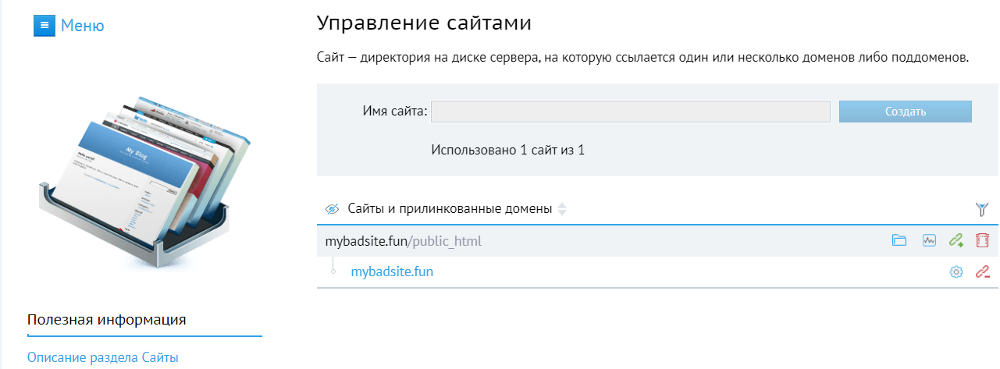 Меню
Управление сайтами
Сайт — директория на диске сервера, на которую ссылается один или несколько доменов либо поддоменов.
Имя сайта:
Создать
Использовано 1 сайт из 1
Сайты и прилинкованные домены
mybadsite.fun/public_html
mybadsite.fun
My Blog
Полезная информация
Описание раздела Сайты